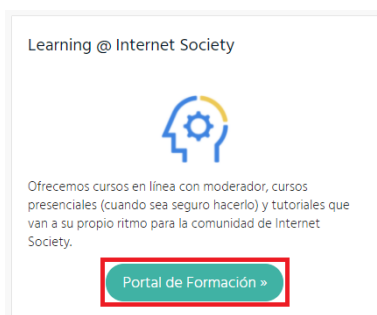 Learning @ Internet Society
Ofrecemos cursos en línea con moderador, cursos
presenciales (cuando sea seguro hacerlo) y tutoriales que
van a su propio ritmo para la comunidad de Internet
Society.
Portal de Formación »